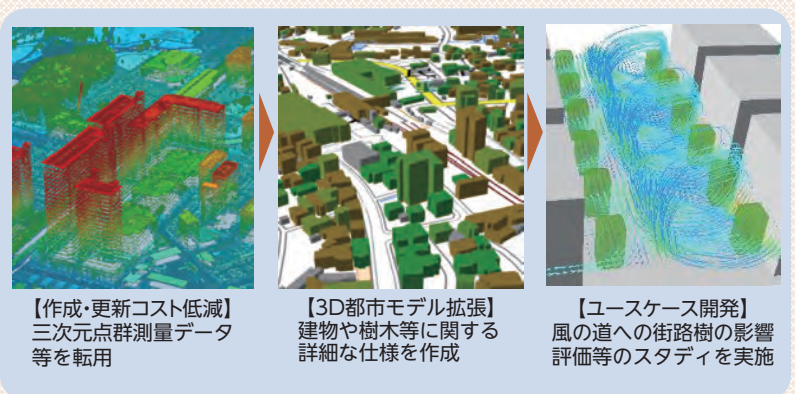 【作成・更新コスト低減】
三次元点群測量データ
等を転用
【3D都市モデル拡張】
建物や樹木等に関する
詳細な仕様を作成
【ユースケース開発】
風の道への街路樹の影響
評価等のスタディを実施